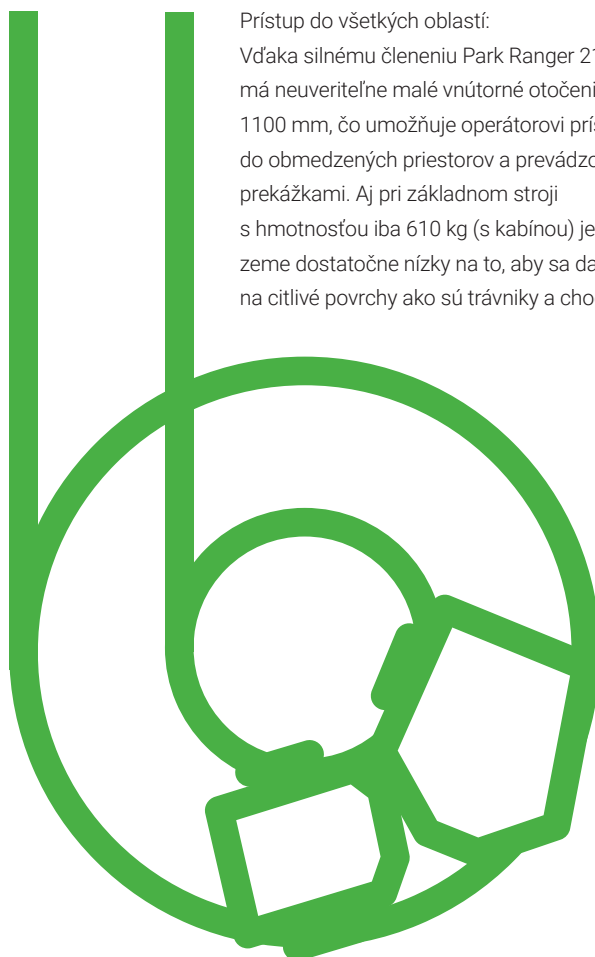 Prístup do všetkých oblastí:
Vďaka silnému členeniu Park Ranger 21
má neuveriteľne malé vnútorné otočeni
1100 mm, čo umožňuje operátorovi prís
do obmedzených priestorov a prevádzo
prekážkami. Aj pri základnom stroji
s hmotnosťou iba 610 kg (s kabínou) je
zeme dostatočne nízky na to, aby sa da
na citlivé povrchy ako sú trávniky a cho